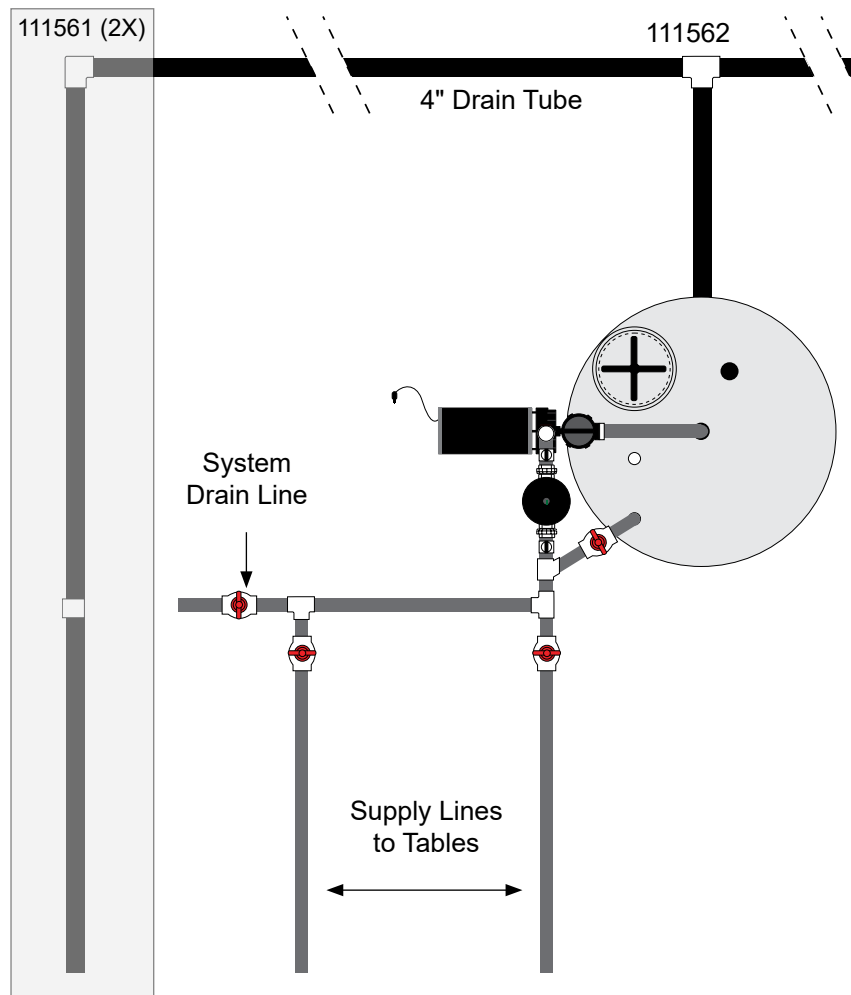 111561 (2X)
111562
4" Drain Tube
System
Drain Line
Supply Lines
to Tables